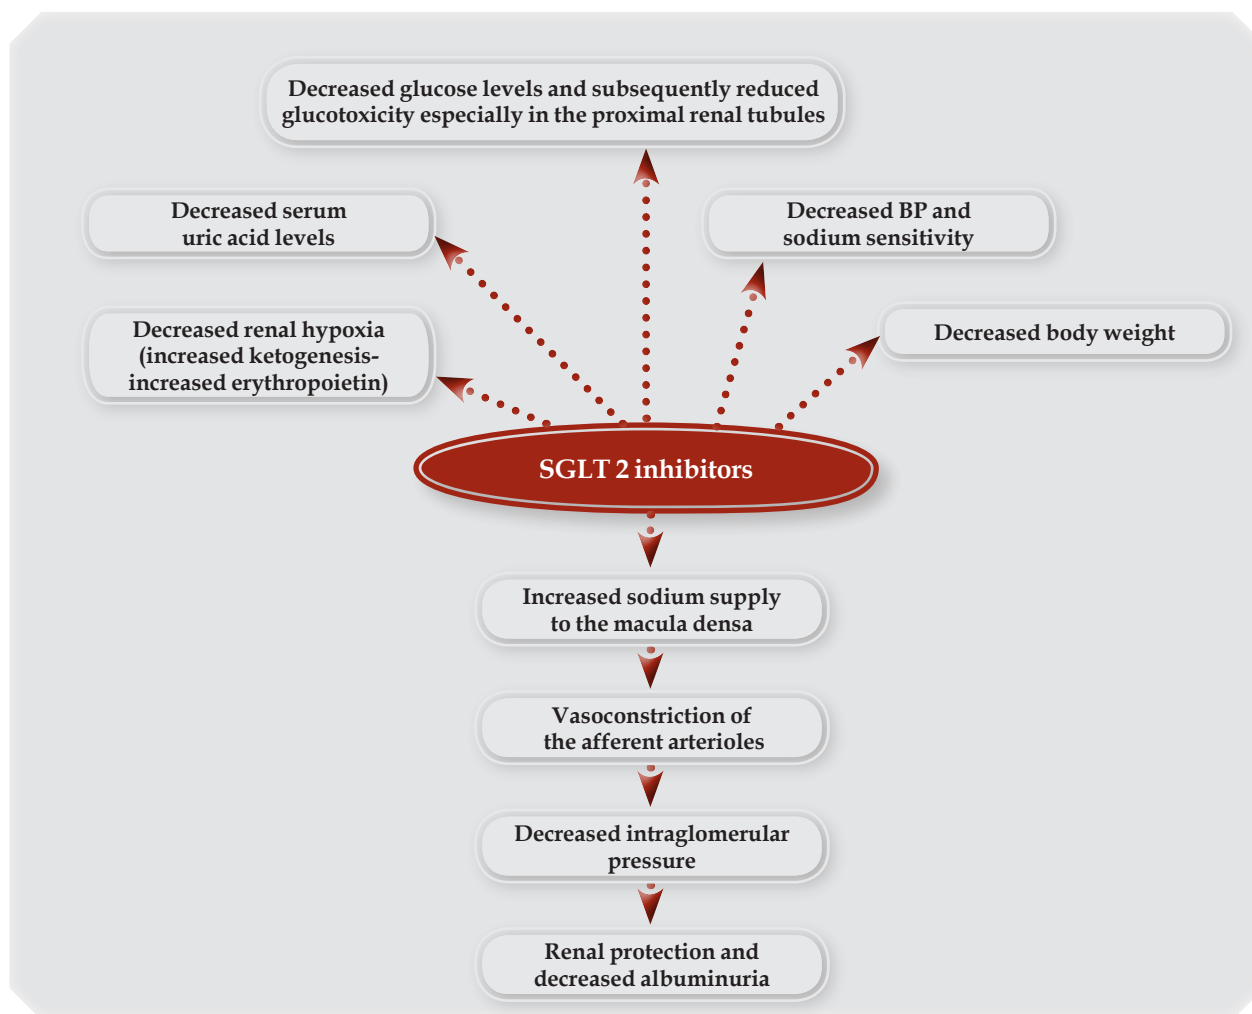 Decreased glucose levels and subsequently reduced
glucotoxicity especially in the proximal renal tubules
Decreased serum
uric acid levels
Decreased BP and
sodium sensitivity
Decreased renal hypoxia
(increased ketogenesis-
increased erythropoietin)
Decreased body weight
SGLT 2 inhibitors
Increased sodium supply
to the macula densa
Vasoconstriction of
the afferent arterioles
Decreased intraglomerular
pressure
Renal protection and
decreased albuminuria